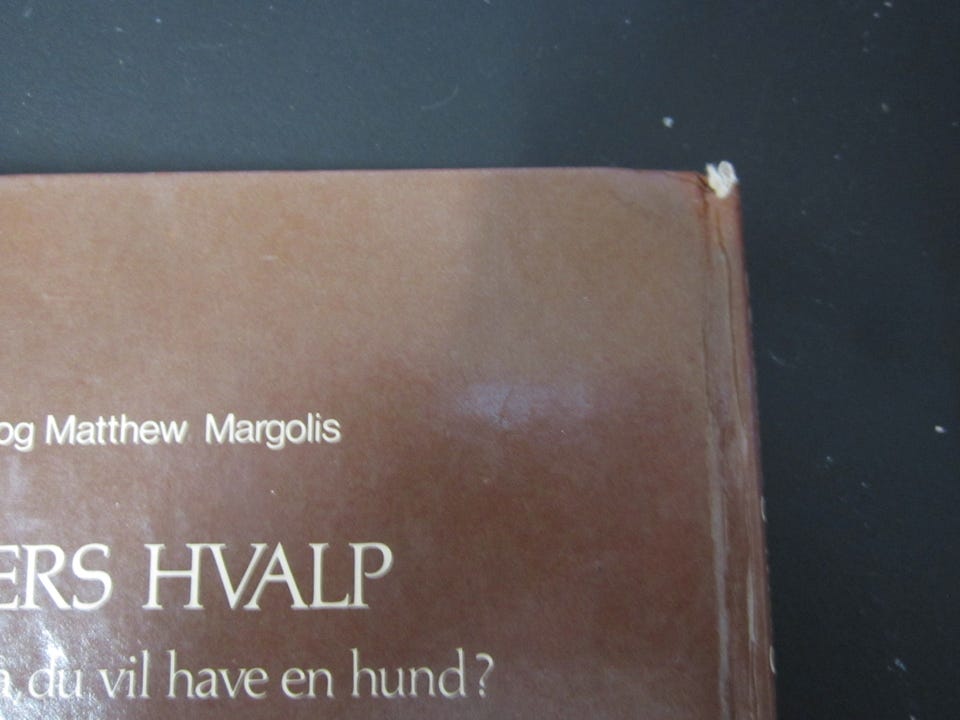 og Matthew Margolis
ERS HVALP
du vil have en hund?